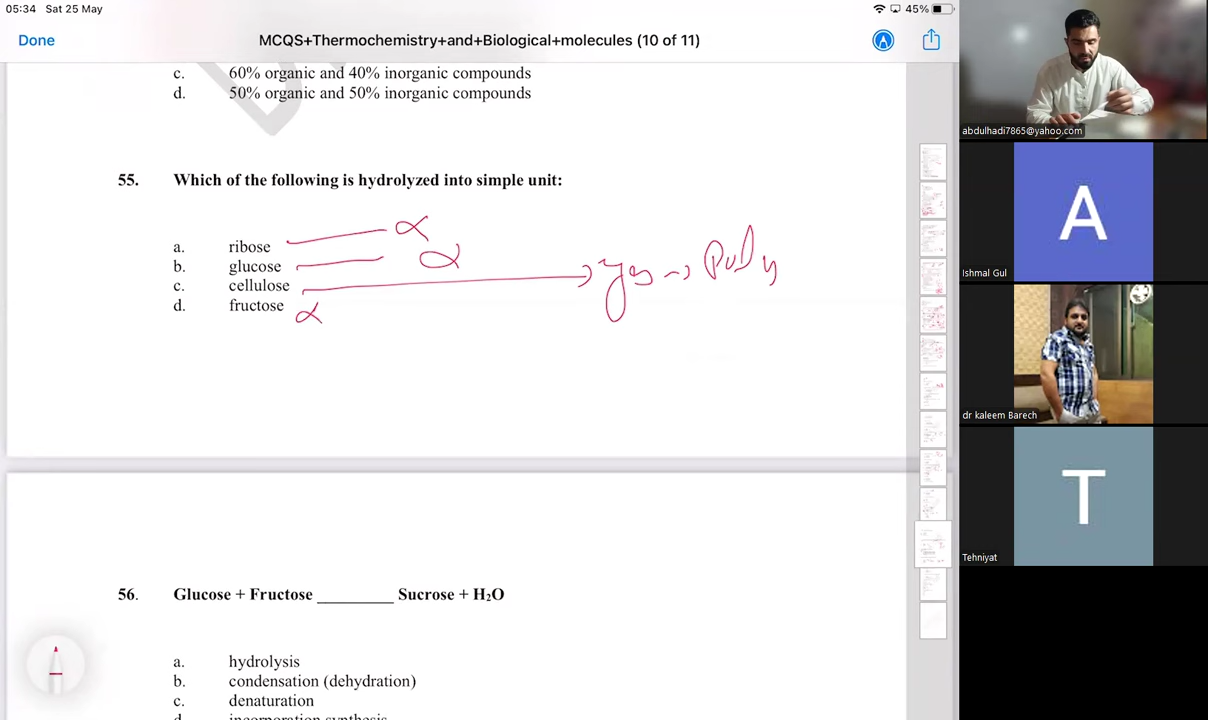 05:34 Sat 25 May
45%
Done
MCQS+Thermochemistry+and+Biological+molecules (10 of 11)
c. 60% organic and 40% inorganic compounds
d. 50% organic and 50% inorganic compounds
55. Which of the following is hydrolyzed into simple unit:
a. ribose
b. glucose
c. cellulose
d. fructose
yes → Poly
56. Glucose + Fructose _________ Sucrose + H₂O
a. hydrolysis
b. condensation (dehydration)
c. denaturation
d. incorporation synthesis
abdulhadi7865@yahoo.com
A
Ishmal Gul
dr kaleem Barech
T
Tehniyat